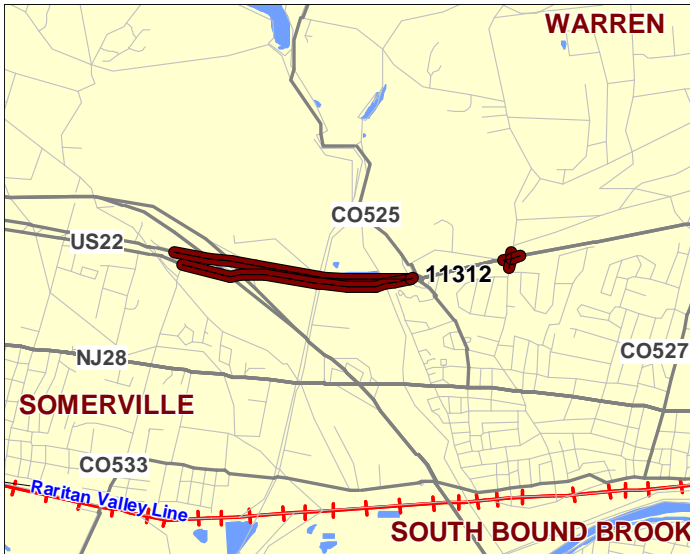 WARREN
CO525
US22
11312
NJ28
CO527
SOMERVILLE
CO533
Raritan Valley Line
SOUTH BOUND BROOK